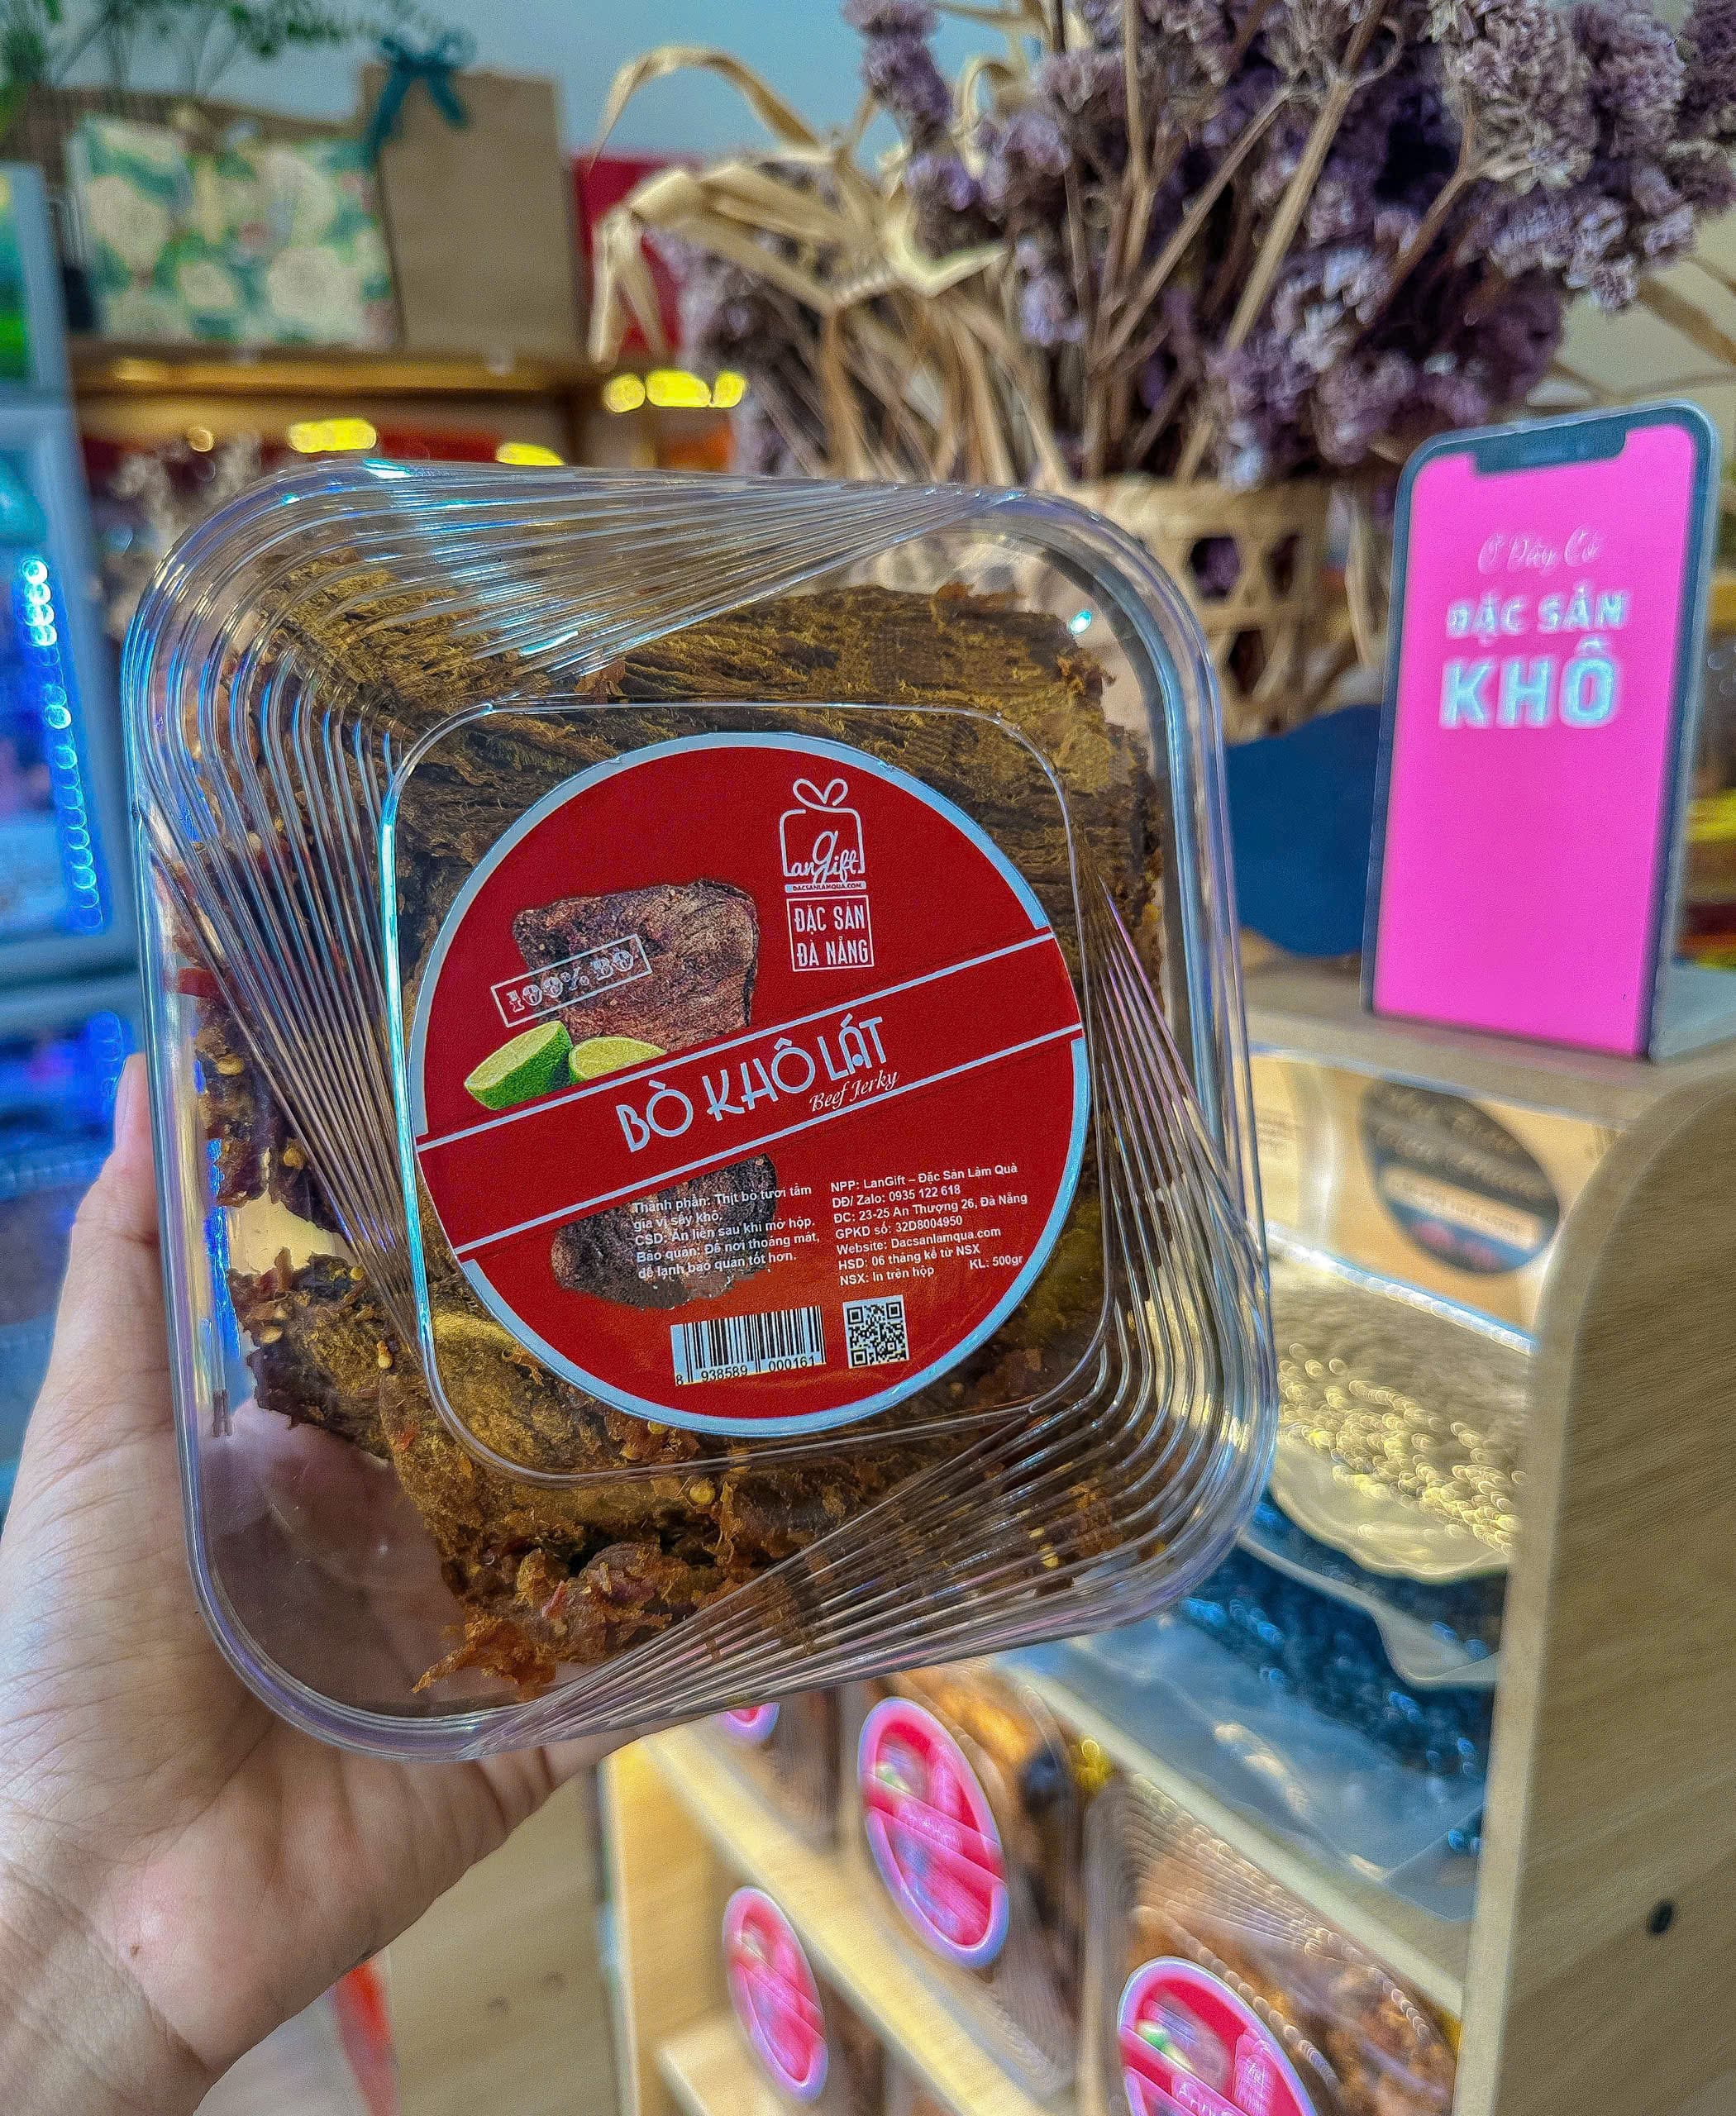 Ở Đây Có
ĐẶC SẢN
KHÔ
Langift
DACSANLAMQUA.COM
ĐẶC SẢN
ĐÀ NẴNG
100% BÒ
BÒ KHÔ LÁT
Beef Jerky
Thành phần: Thịt bò tươi tẩm
gia vị sấy khô.
CSD: Ăn liền sau khi mở hộp.
Bảo quản: Để nơi thoáng mát,
để lạnh bảo quản tốt hơn.
NPP: LanGift – Đặc Sản Làm Quà
DĐ/ Zalo: 0935 122 618
ĐC: 23-25 An Thượng 26, Đà Nẵng
GPKD số: 32D8004950
Website: Dacsanlamqua.com
HSD: 06 tháng kể từ NSX
NSX: In trên hộp KL: 500gr
8 938589 000161